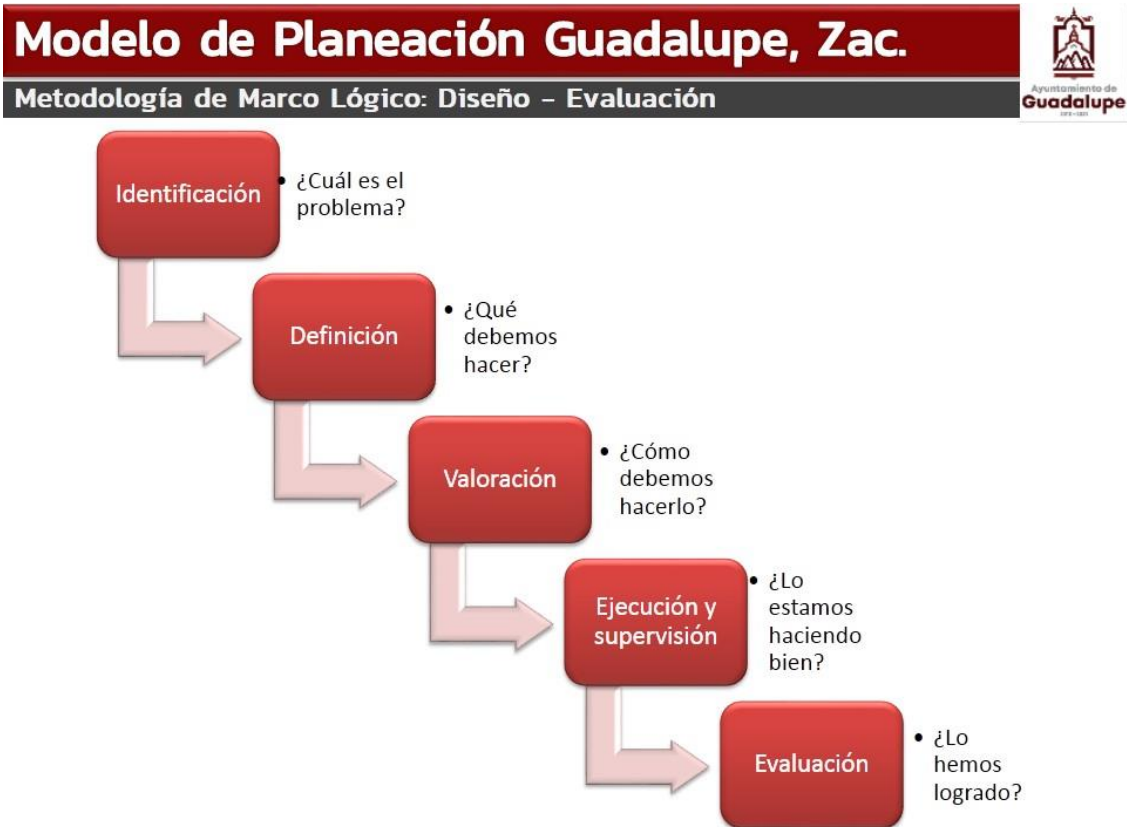 Modelo de Planeación Guadalupe, Zac.
Metodología de Marco Lógico: Diseño – Evaluación
Ayuntamiento de
Guadalupe
Identificación
• ¿Cuál es el
problema?
Definición
• ¿Qué
debemos
hacer?
Valoración
• ¿Cómo
debemos
hacerlo?
Ejecución y
supervisión
• ¿Lo
estamos
haciendo
bien?
Evaluación
• ¿Lo
hemos
logrado?